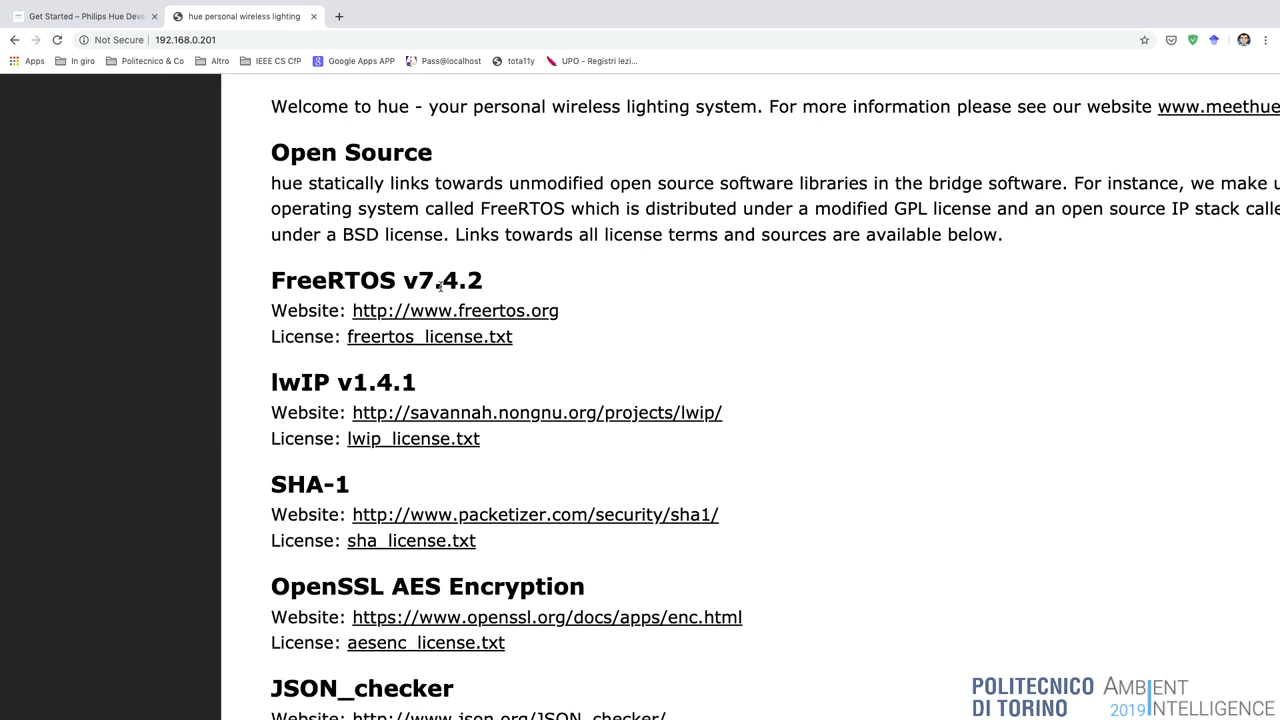 Get Started – Philips Hue Deve
hue personal wireless lighting
Not Secure
192.168.0.201
Apps
In giro
Politecnico & Co
Altro
IEEE CS CfP
Google Apps APP
Pass@localhost
tota11y
UPO - Registri lezi...
Welcome to hue - your personal wireless lighting system. For more information please see our website www.meethue
Open Source
hue statically links towards unmodified open source software libraries in the bridge software. For instance, we make u
operating system called FreeRTOS which is distributed under a modified GPL license and an open source IP stack calle
under a BSD license. Links towards all license terms and sources are available below.
FreeRTOS v7.4.2
Website: http://www.freertos.org
License: freertos_license.txt
lwIP v1.4.1
Website: http://savannah.nongnu.org/projects/lwip/
License: lwip_license.txt
SHA-1
Website: http://www.packetizer.com/security/sha1/
License: sha_license.txt
OpenSSL AES Encryption
Website: https://www.openssl.org/docs/apps/enc.html
License: aesenc_license.txt
JSON_checker
Website: http://www.json.org/JSON_checker/
POLITECNICO
DI TORINO
AMBIENT
2019 INTELLIGENCE